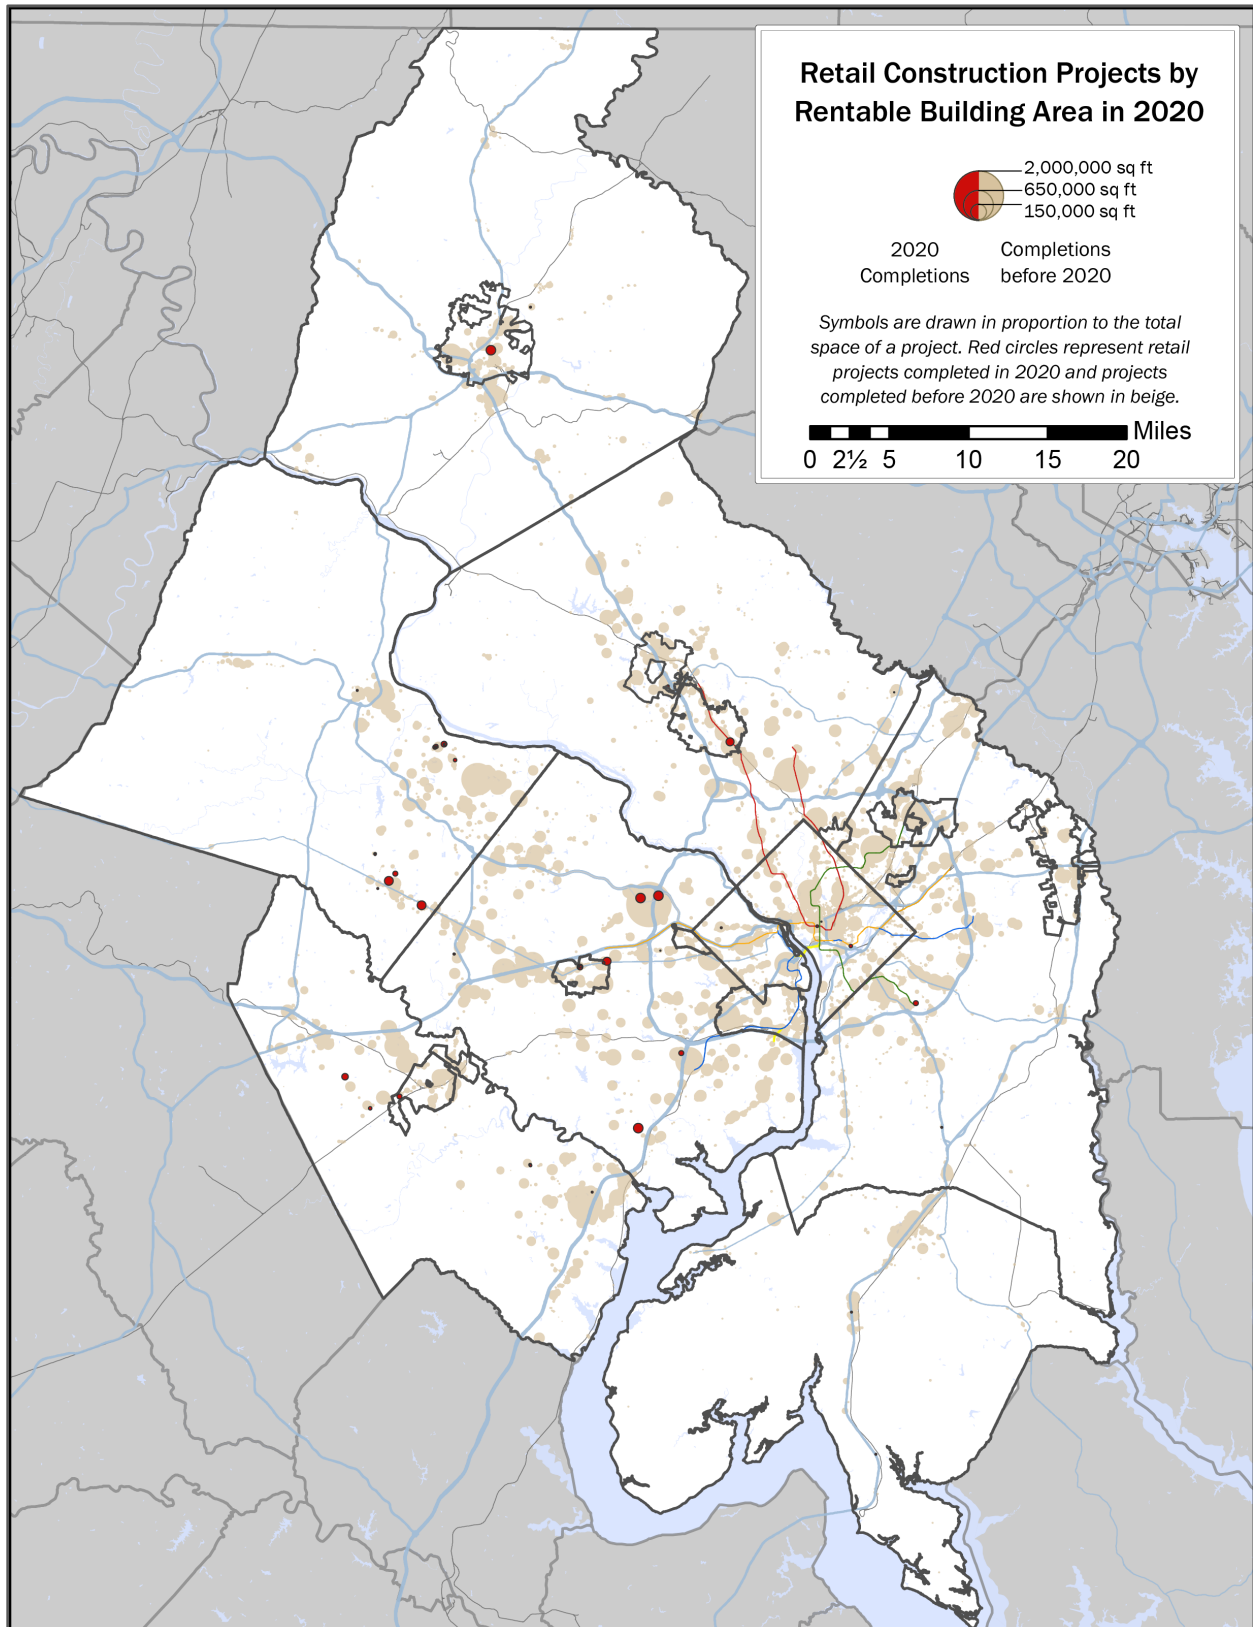 Retail Construction Projects by
Rentable Building Area in 2020
2,000,000 sq ft
650,000 sq ft
150,000 sq ft
2020
Completions
Completions
before 2020
Symbols are drawn in proportion to the total
space of a project. Red circles represent retail
projects completed in 2020 and projects
completed before 2020 are shown in beige.
Miles
0 2½ 5 10 15 20